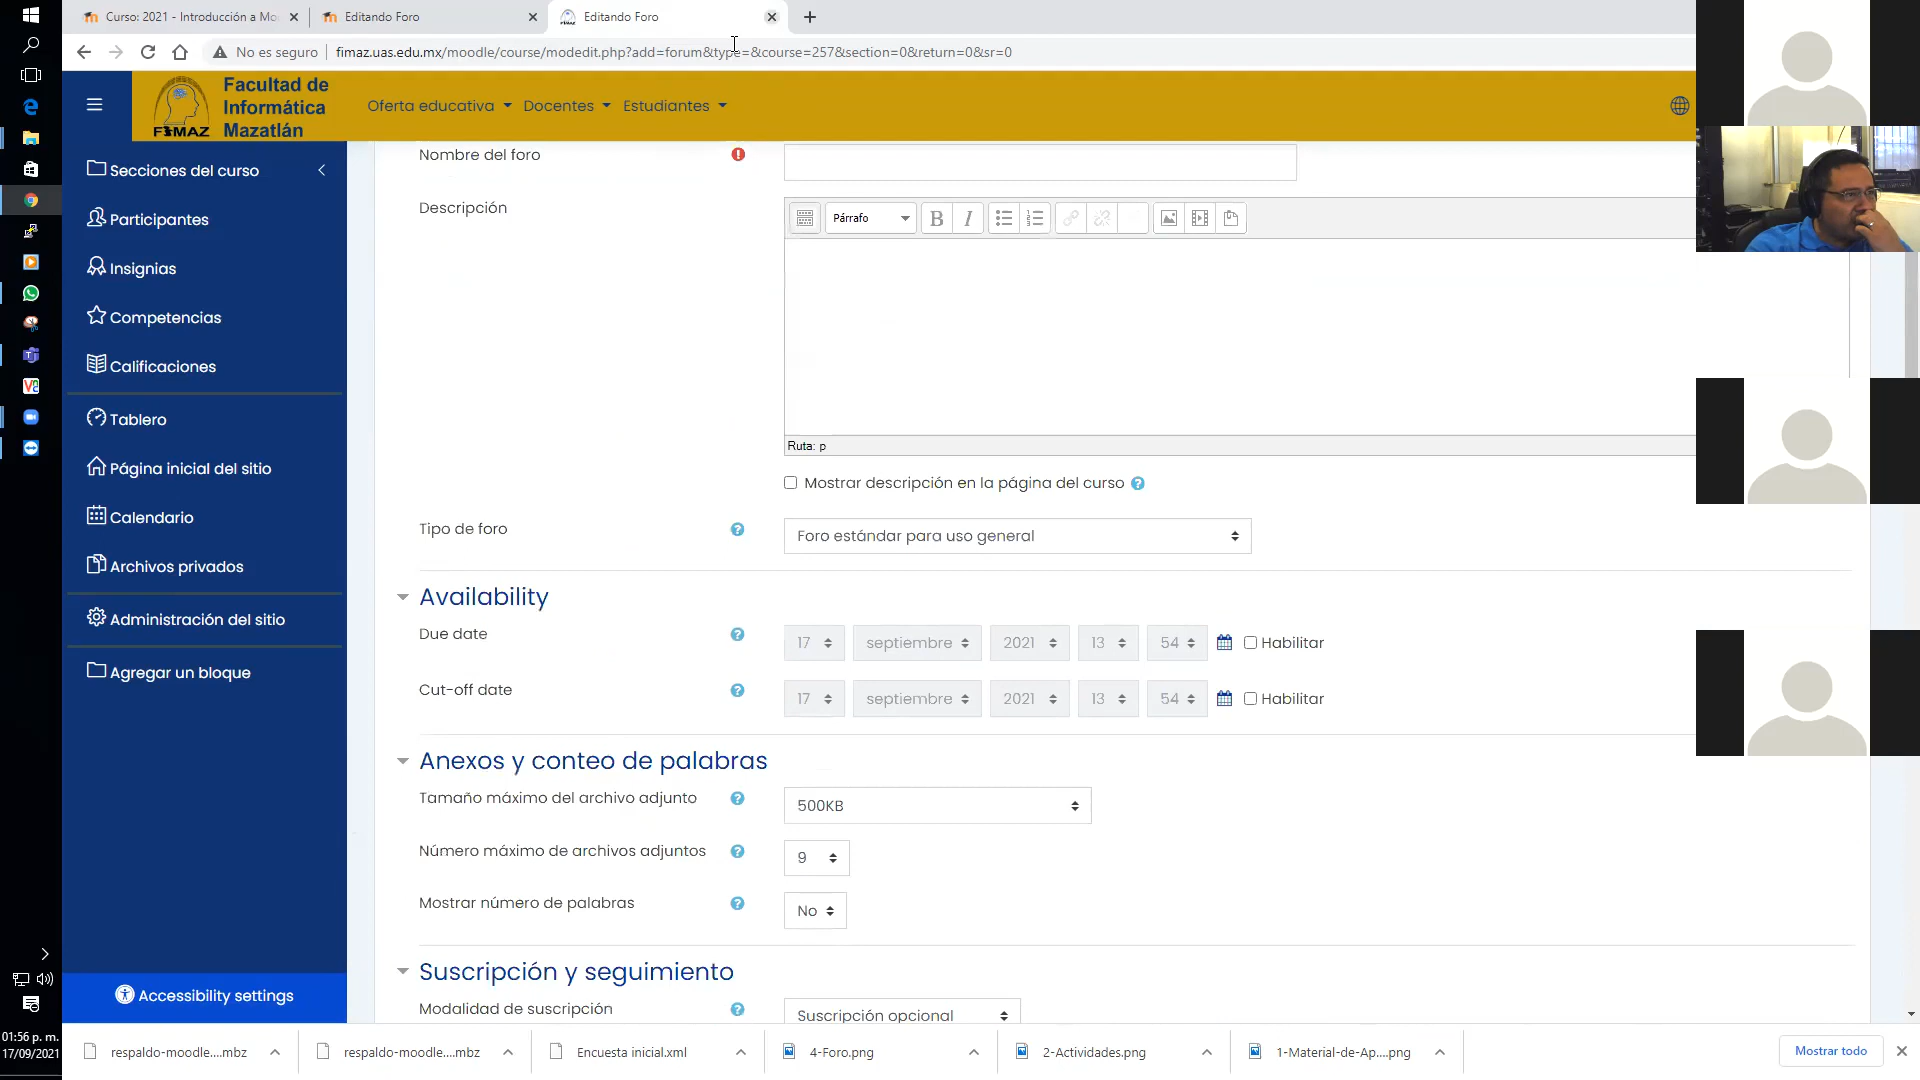 Curso: 2021 - Introducción a Mo
Editando Foro
Editando Foro
No es seguro
fimaz.uas.edu.mx/moodle/course/modedit.php?add=forum&type=&course=257&section=0&return=0&sr=0
FIMAZ
Facultad de
Informática
Mazatlán
Oferta educativa
Docentes
Estudiantes
Secciones del curso
Participantes
Insignias
Competencias
Calificaciones
Tablero
Página inicial del sitio
Calendario
Archivos privados
Administración del sitio
Agregar un bloque
Accessibility settings
Nombre del foro
Descripción
Párrafo
B
I
Ruta: p
Mostrar descripción en la página del curso
Tipo de foro
Foro estándar para uso general
Availability
Due date
17 septiembre 2021 13 54 Habilitar
Cut-off date
17 septiembre 2021 13 54 Habilitar
Anexos y conteo de palabras
Tamaño máximo del archivo adjunto
500KB
Número máximo de archivos adjuntos
9
Mostrar número de palabras
No
Suscripción y seguimiento
Modalidad de suscripción
Suscripción opcional
01:56 p. m.
17/09/2021
respaldo-moodle....mbz
respaldo-moodle....mbz
Encuesta inicial.xml
4-Foro.png
2-Actividades.png
1-Material-de-Ap....png
Mostrar todo